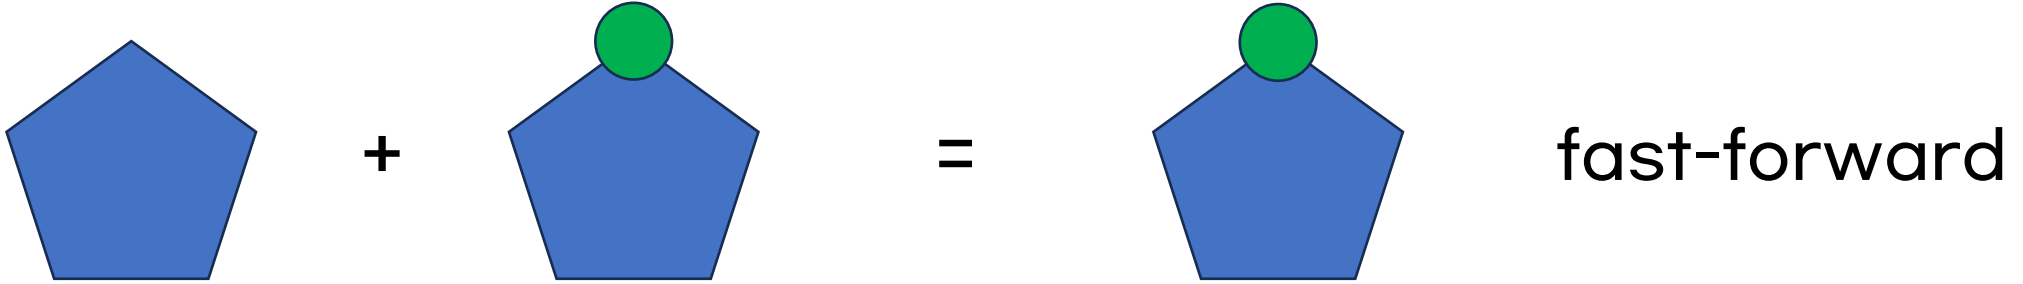 + = fast-forward